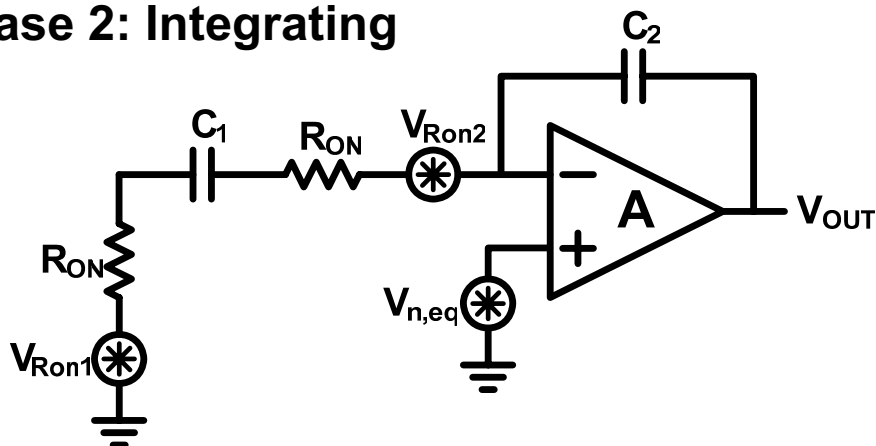 ase 2: Integrating
C2
C1
RON
VRon2
A
VOUT
RON
Vn,eq
VRon1